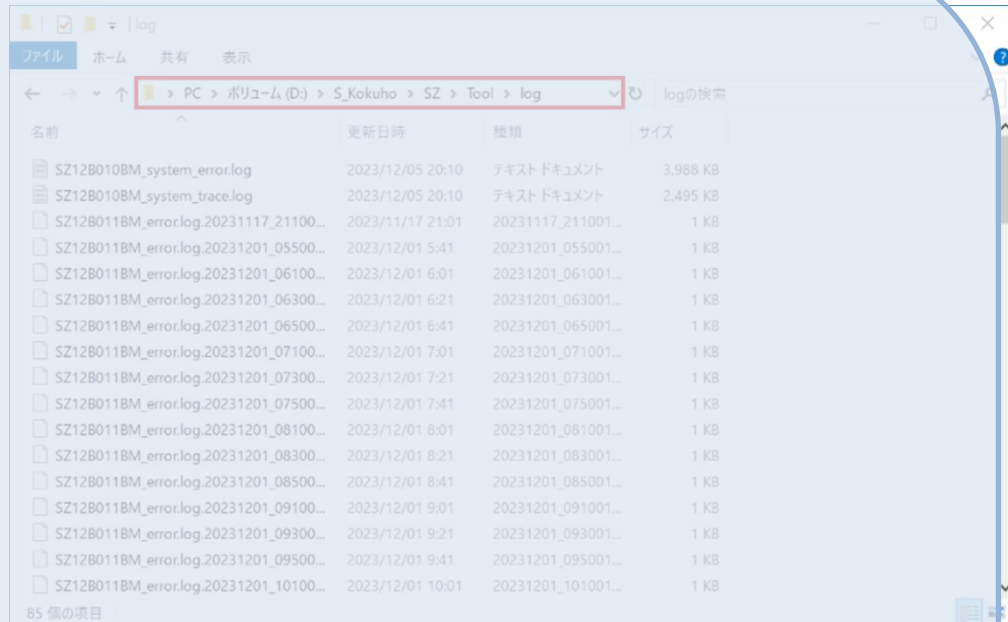 log
ファイル ホーム 共有 表示
> PC > ボリューム (D:) > S_Kokuho > SZ > Tool > log logの検索
名前 更新日時 種類 サイズ
SZ12B010BM_system_error.log 2023/12/05 20:10 テキスト ドキュメント 3,988 KB
SZ12B010BM_system_trace.log 2023/12/05 20:10 テキスト ドキュメント 2,495 KB
SZ12B011BM_error.log.20231117_21100... 2023/11/17 21:01 20231117_211001... 1 KB
SZ12B011BM_error.log.20231201_05500... 2023/12/01 5:41 20231201_055001... 1 KB
SZ12B011BM_error.log.20231201_06100... 2023/12/01 6:01 20231201_061001... 1 KB
SZ12B011BM_error.log.20231201_06300... 2023/12/01 6:21 20231201_063001... 1 KB
SZ12B011BM_error.log.20231201_06500... 2023/12/01 6:41 20231201_065001... 1 KB
SZ12B011BM_error.log.20231201_07100... 2023/12/01 7:01 20231201_071001... 1 KB
SZ12B011BM_error.log.20231201_07300... 2023/12/01 7:21 20231201_073001... 1 KB
SZ12B011BM_error.log.20231201_07500... 2023/12/01 7:41 20231201_075001... 1 KB
SZ12B011BM_error.log.20231201_08100... 2023/12/01 8:01 20231201_081001... 1 KB
SZ12B011BM_error.log.20231201_08300... 2023/12/01 8:21 20231201_083001... 1 KB
SZ12B011BM_error.log.20231201_08500... 2023/12/01 8:41 20231201_085001... 1 KB
SZ12B011BM_error.log.20231201_09100... 2023/12/01 9:01 20231201_091001... 1 KB
SZ12B011BM_error.log.20231201_09300... 2023/12/01 9:21 20231201_093001... 1 KB
SZ12B011BM_error.log.20231201_09500... 2023/12/01 9:41 20231201_095001... 1 KB
SZ12B011BM_error.log.20231201_10100... 2023/12/01 10:01 20231201_101001... 1 KB
85 個の項目